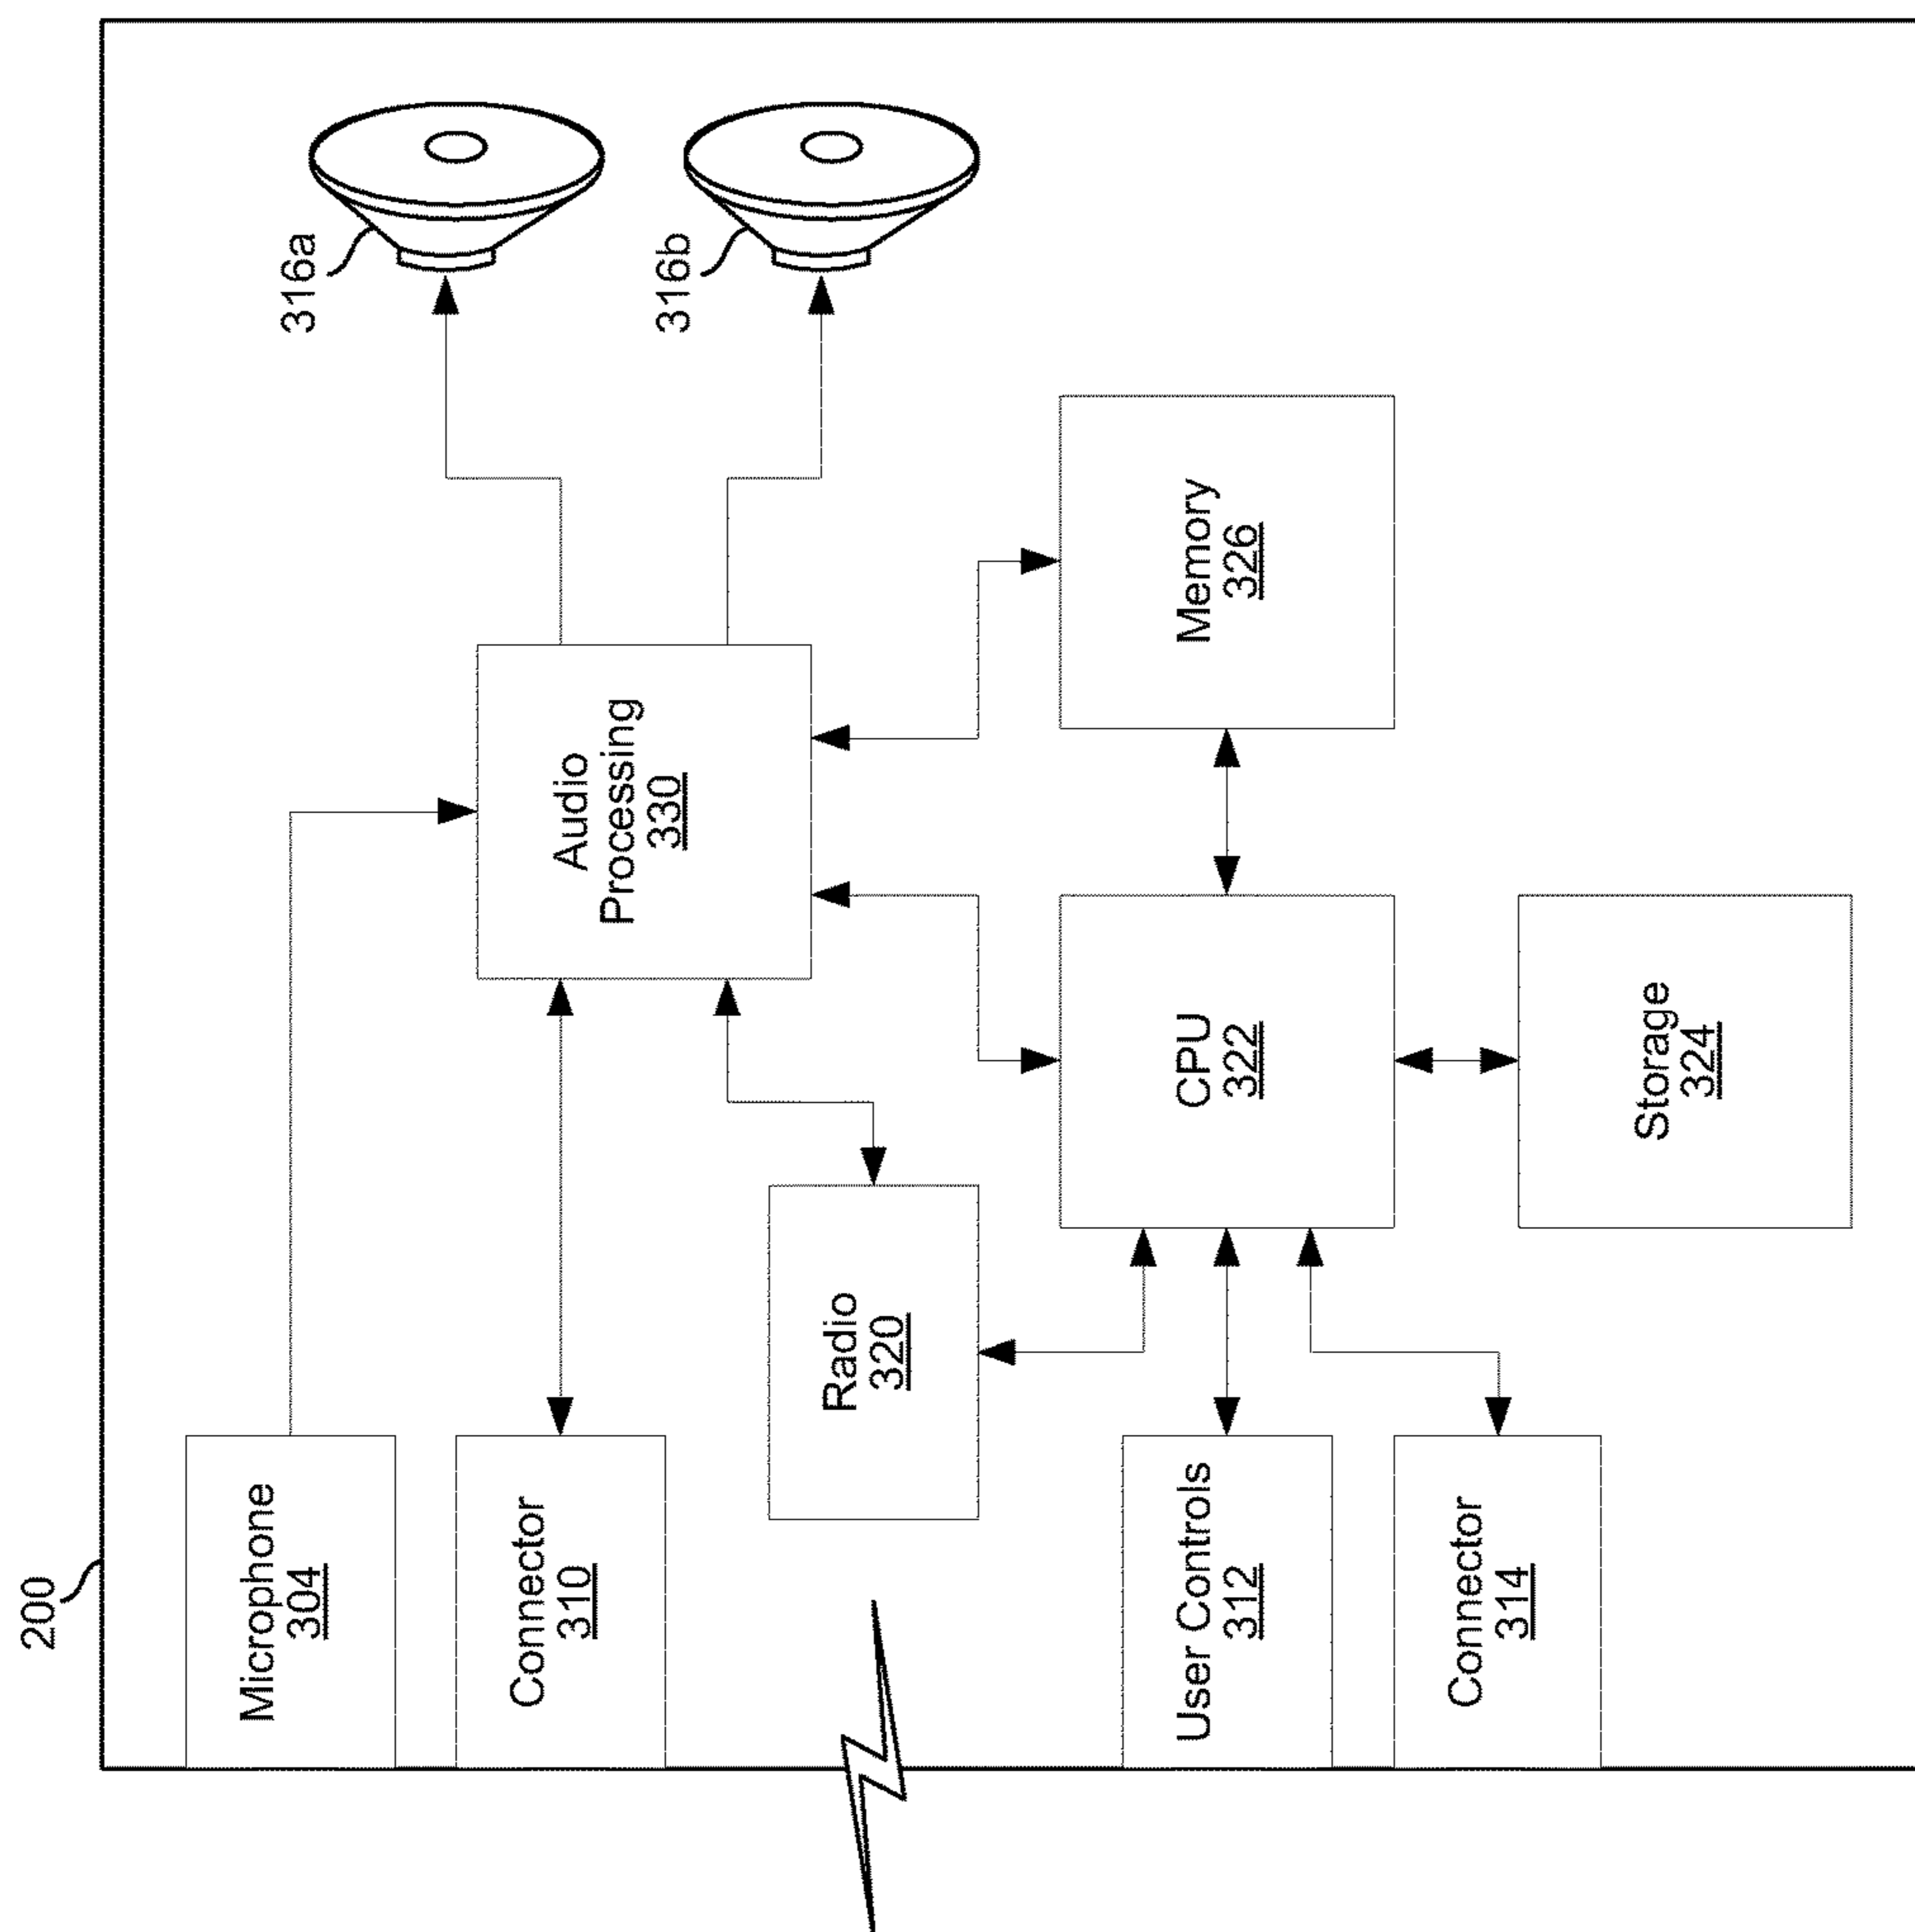 200
Microphone
304
Connector
310
Radio
320
User Controls
312
Connector
314
Audio
Processing
330
CPU
322
Storage
324
Memory
326
316a
316b